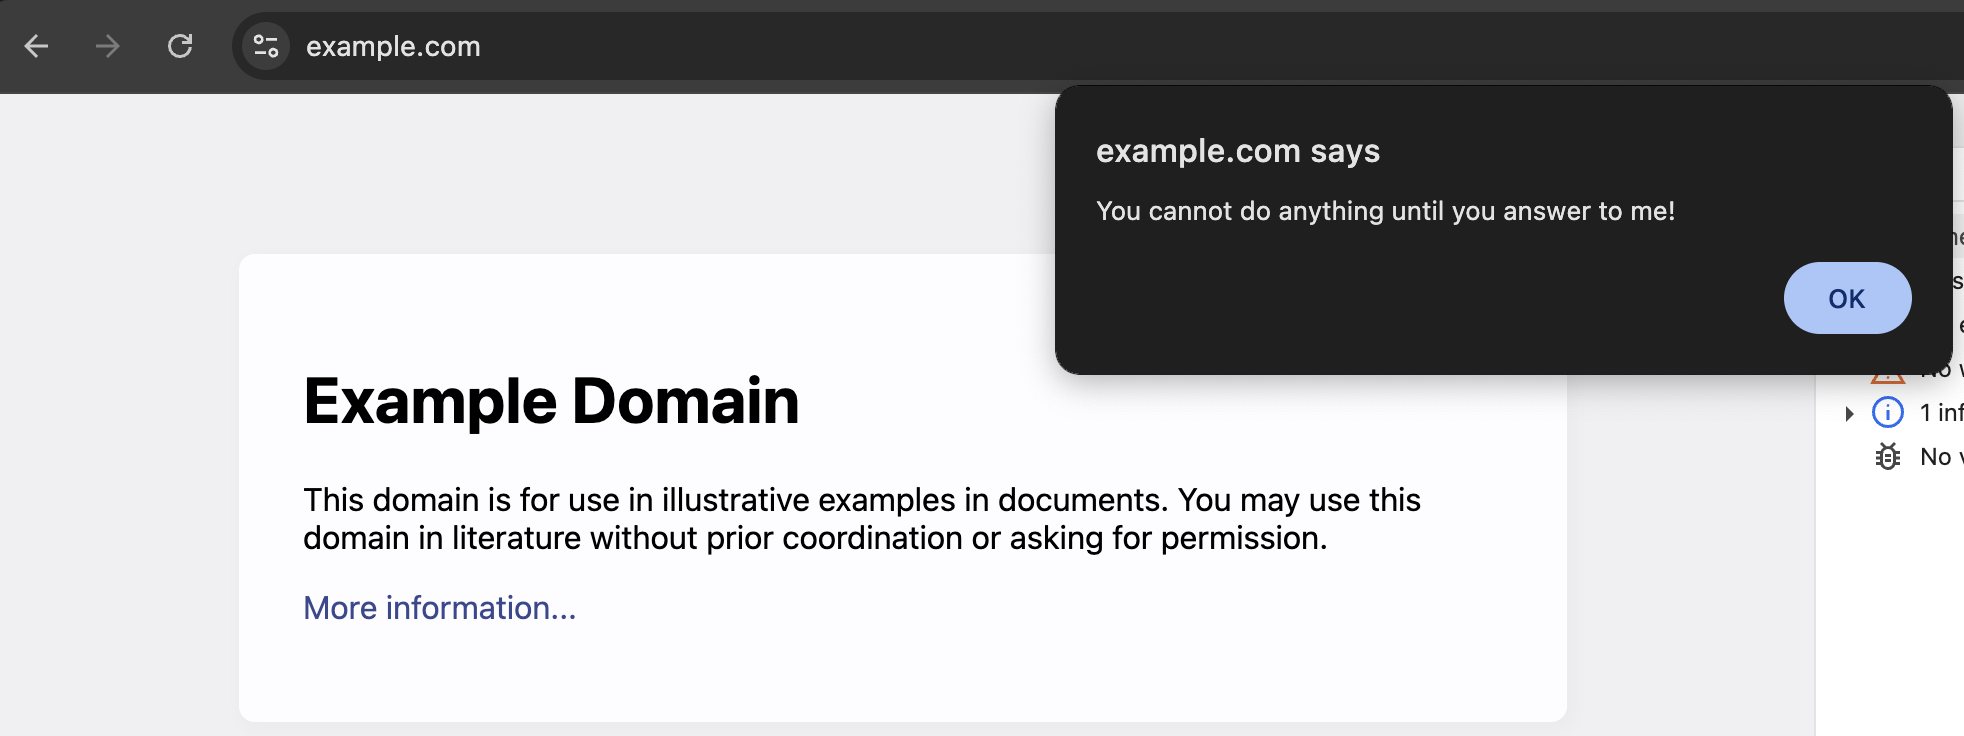 example.com
example.com says
You cannot do anything until you answer to me!
OK
Example Domain
This domain is for use in illustrative examples in documents. You may use this
domain in literature without prior coordination or asking for permission.
More information...
No
1
No